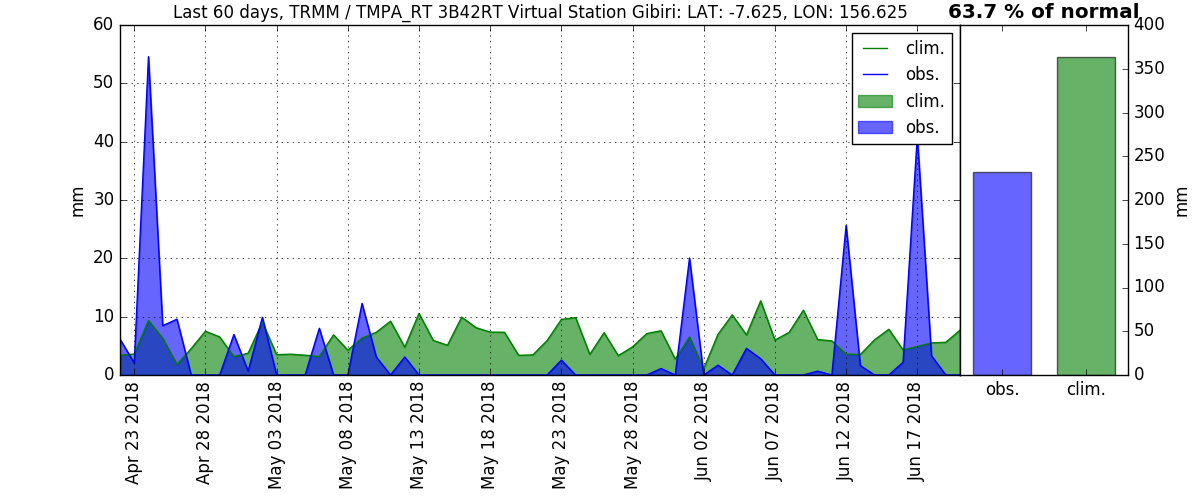 Last 60 days, TRMM / TMPA_RT 3B42RT Virtual Station Gibiri: LAT: -7.625, LON: 156.625
63.7 % of normal
60
50
40
30
20
10
0
mm
clim.
obs.
clim.
obs.
400
350
300
250
200
150
100
50
0
mm
obs.
clim.
Apr 23 2018
Apr 28 2018
May 03 2018
May 08 2018
May 13 2018
May 18 2018
May 23 2018
May 28 2018
Jun 02 2018
Jun 07 2018
Jun 12 2018
Jun 17 2018